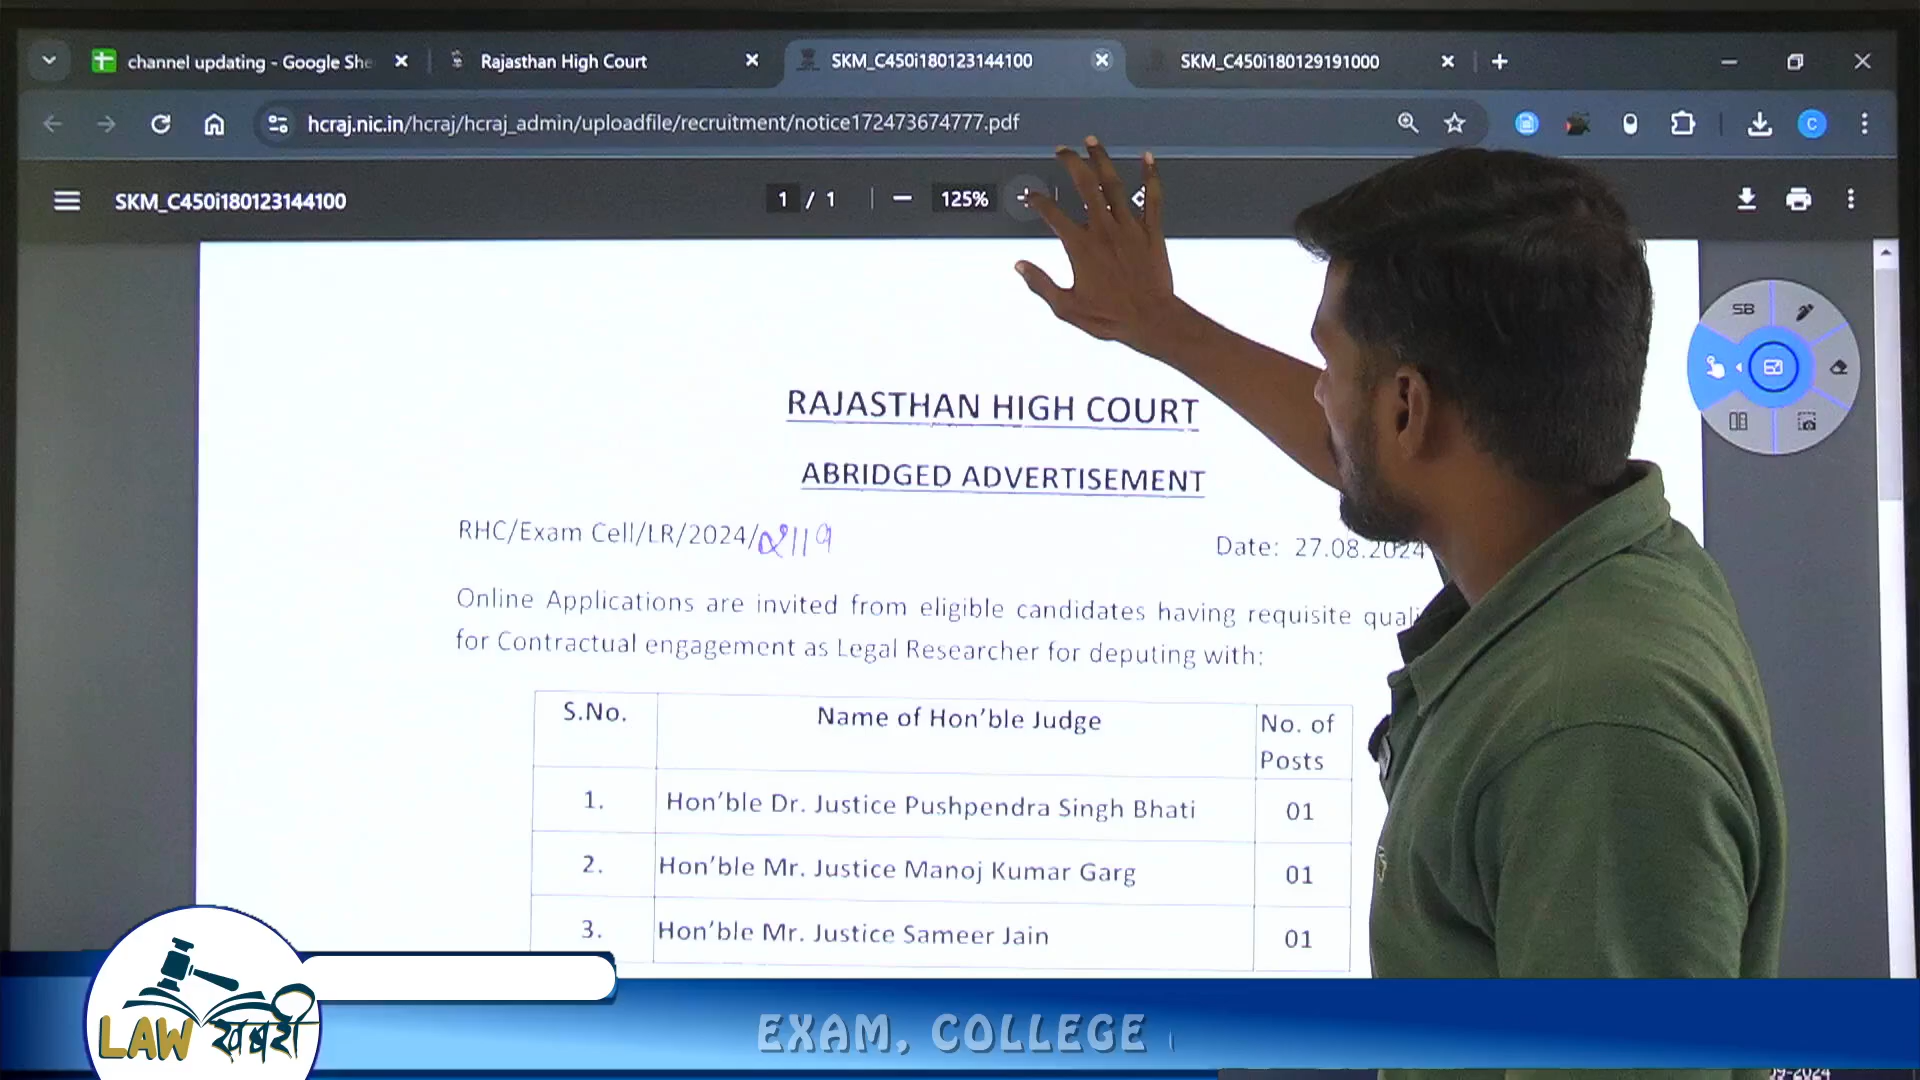 channel updating - Google She
Rajasthan High Court
SKM_C450i180123144100
SKM_C450i180129191000
hcraj.nic.in/hcraj/hcraj_admin/uploadfile/recruitment/notice172473674777.pdf
C
SKM_C450i180123144100
1 / 1
125%
SB
RAJASTHAN HIGH COURT
ABRIDGED ADVERTISEMENT
RHC/Exam Cell/LR/2024/2119
Date: 27.08.2024
Online Applications are invited from eligible candidates having requisite quali
for Contractual engagement as Legal Researcher for deputing with:
S.No. Name of Hon'ble Judge No. of Posts
1. Hon'ble Dr. Justice Pushpendra Singh Bhati 01
2. Hon'ble Mr. Justice Manoj Kumar Garg 01
3. Hon'ble Mr. Justice Sameer Jain 01
LAW खबरी
EXAM, COLLEGE
09-2024